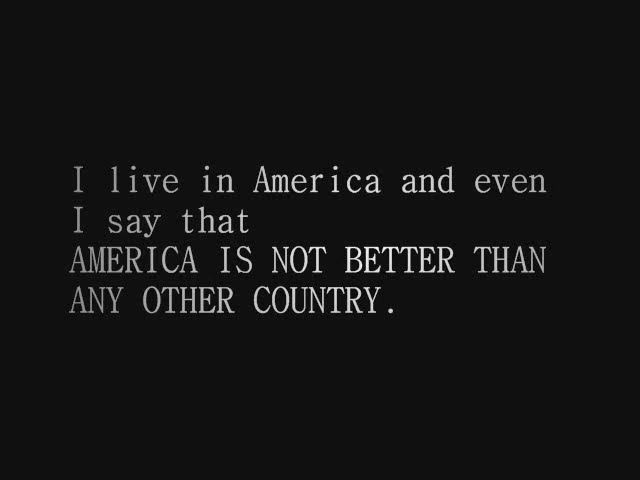 I live in America and even
I say that
AMERICA IS NOT BETTER THAN
ANY OTHER COUNTRY.